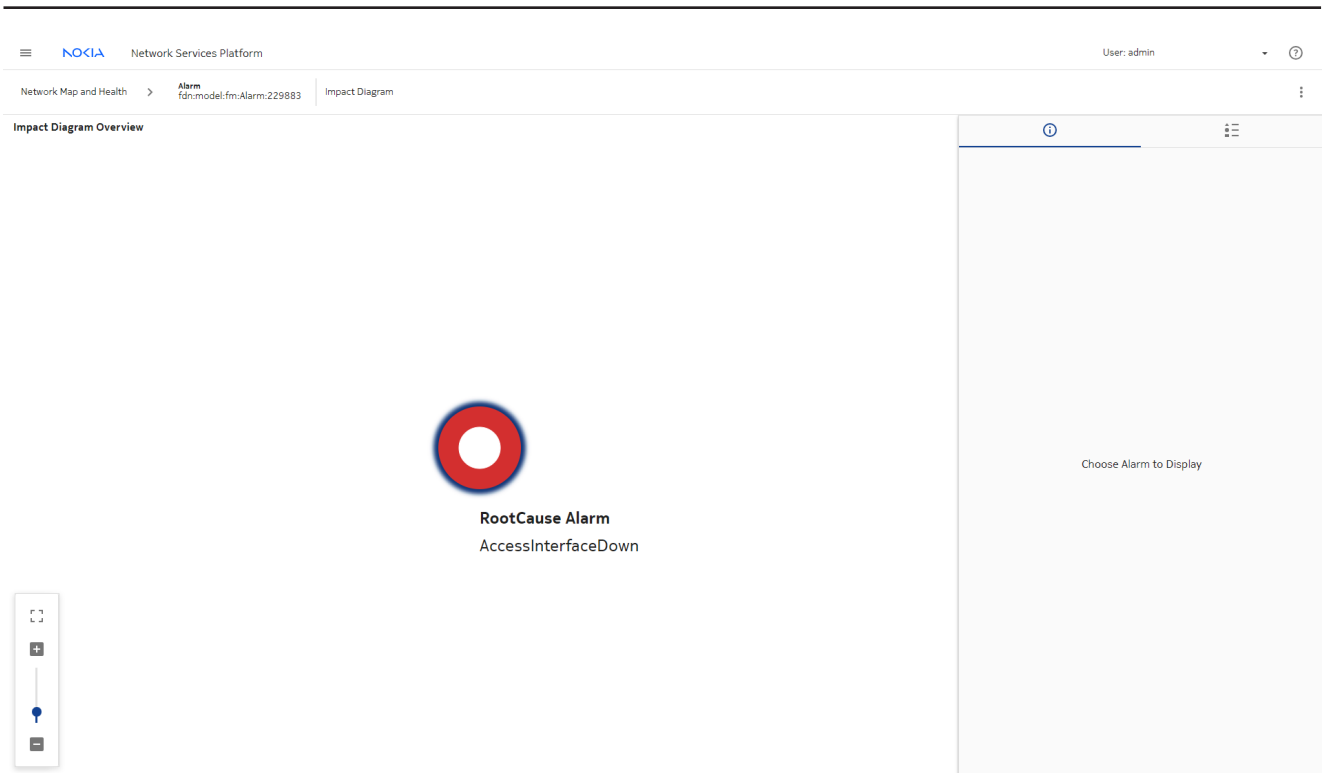 NOKIA Network Services Platform User: admin
Network Map and Health Alarm Impact Diagram
fdn:model:fm:Alarm:229883
Impact Diagram Overview
Choose Alarm to Display
RootCause Alarm
AccessInterfaceDown